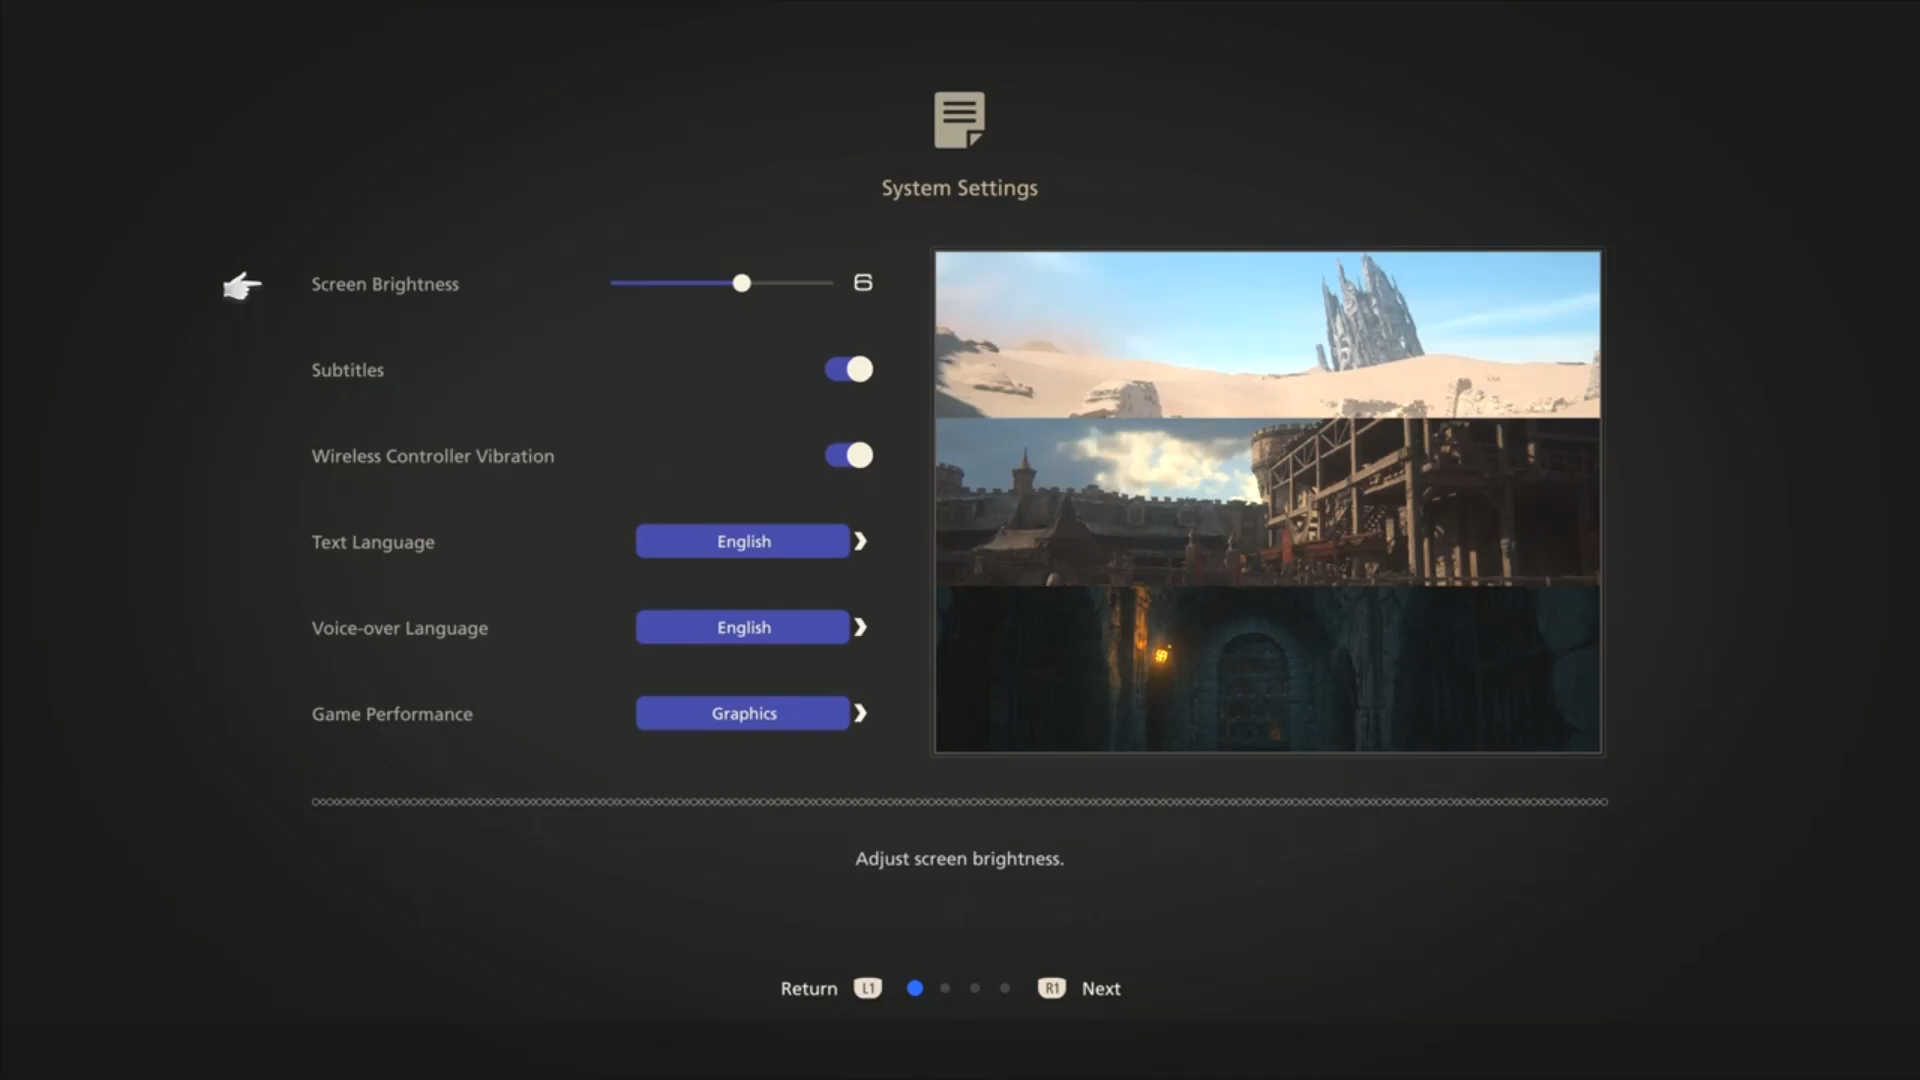 System Settings
Screen Brightness 6
Subtitles
Wireless Controller Vibration
Text Language English
Voice-over Language English
Game Performance Graphics
Adjust screen brightness.
Return L1 R1 Next